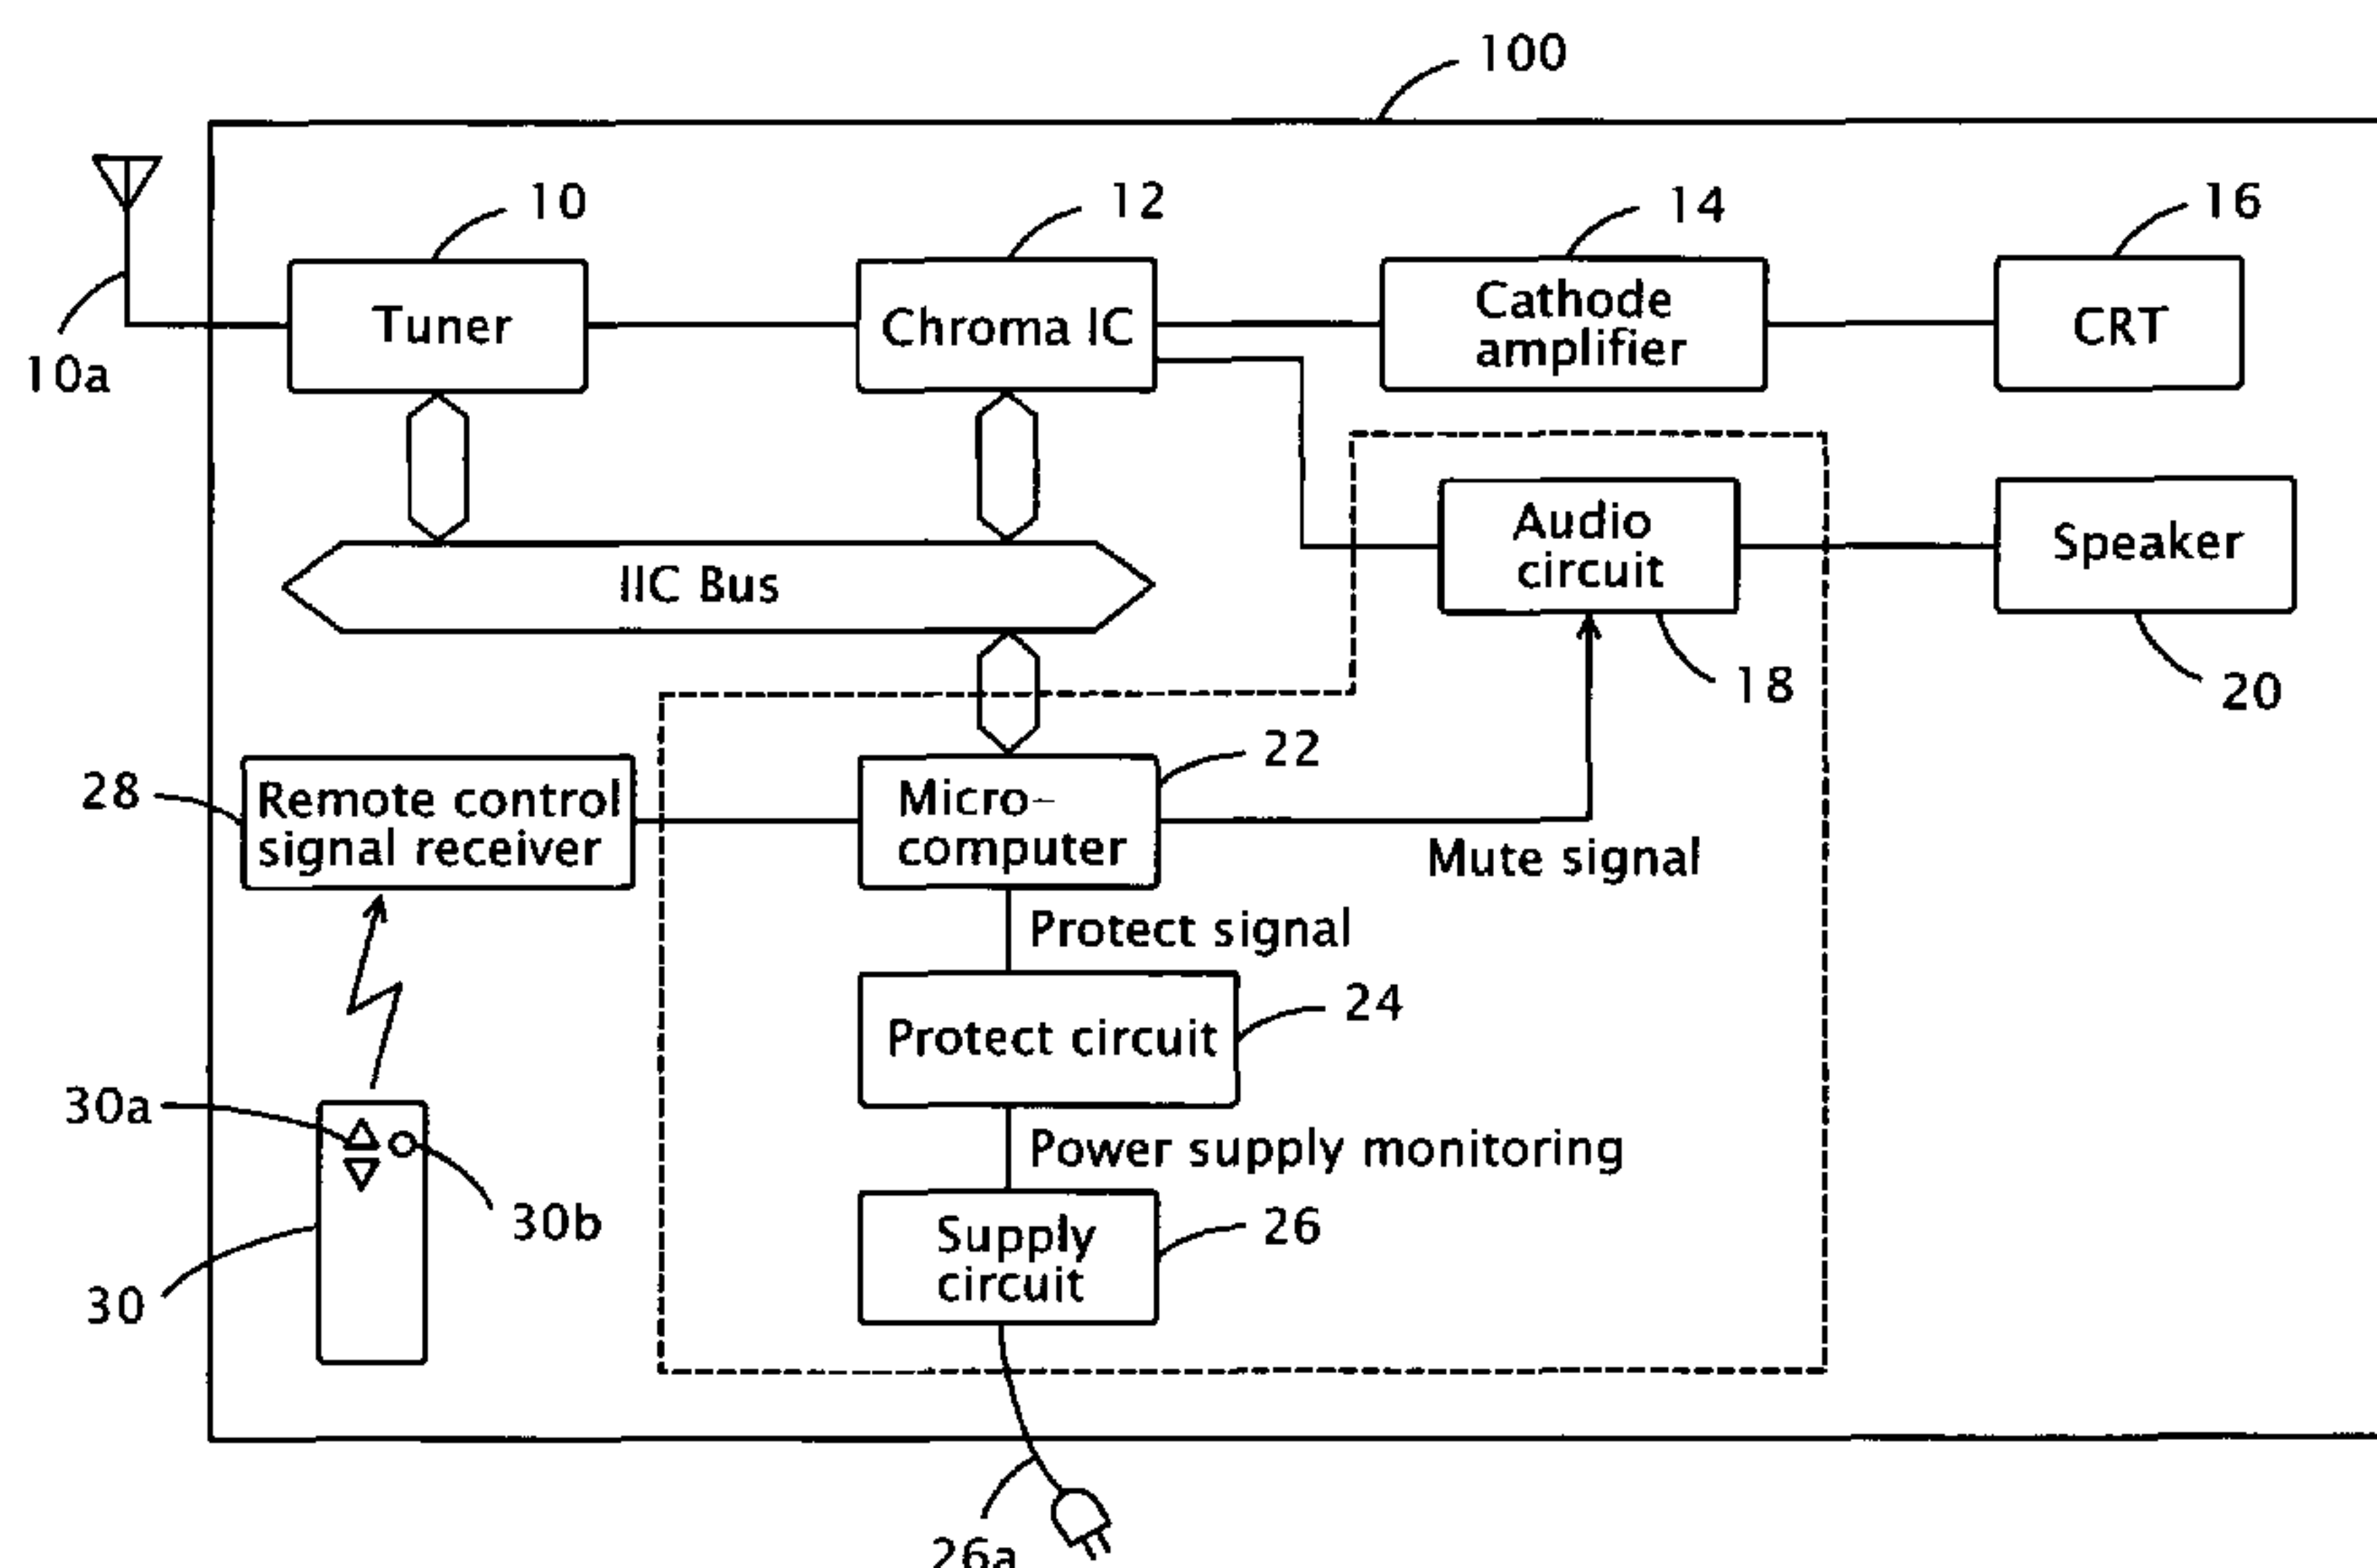 100
10
12
14
16
10a
Tuner
Chroma IC
Cathode
amplifier
CRT
IIC Bus
Audio
circuit
Speaker
18
20
22
28
Remote control
signal receiver
Micro-
computer
Mute signal
Protect signal
24
Protect circuit
30a
Power supply monitoring
30b
26
Supply
circuit
30
26a